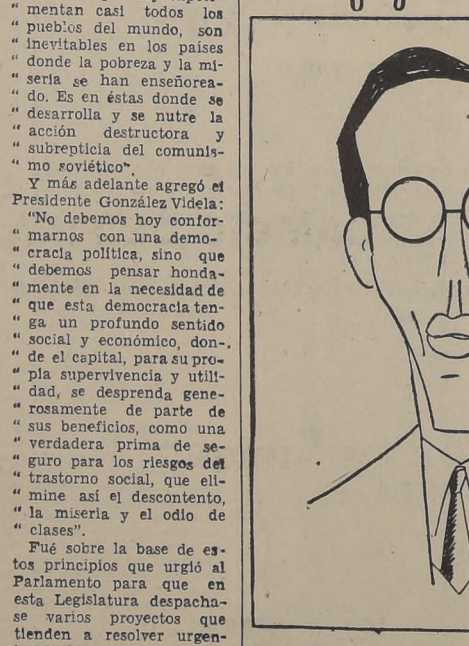 “ mentan casi todos los
“ pueblos del mundo, son
“ inevitables en los países
“ donde la pobreza y la mi-
“ seria se han enseñorea-
“ do. Es en éstas donde se
“ desarrolla y se nutre la
“ acción destructora y
“ subrepticia del comunis-
“ mo soviético”.
Y más adelante agregó el
Presidente González Videla:
“No debemos hoy confor-
“ marnos con una demo-
“ cracia política, sino que
“ debemos pensar honda-
“ mente en la necesidad de
“ que esta democracia ten-
“ ga un profundo sentido
“ social y económico, don-
“ de el capital, para su pro-
“ pia supervivencia y utili-
“ dad, se desprenda gene-
“ rosamente de parte de
“ sus beneficios, como una
“ verdadera prima de se-
“ guro para los riesgos del
“ trastorno social, que eli-
“ mine así el descontento,
“ la miseria y el odio de
“ clases”.
Fué sobre la base de es-
tos principios que urgió al
Parlamento para que en
esta Legislatura despacha-
se varios proyectos que
tienden a resolver urgen-